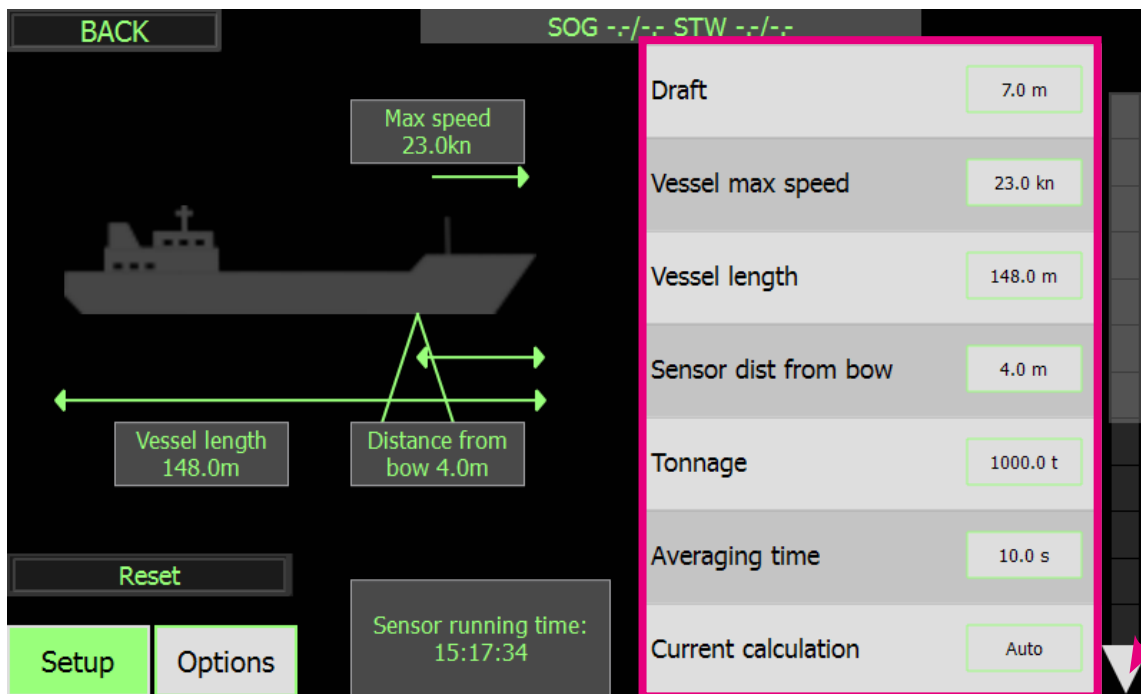 BACK
SOG -.-/-.- STW -.-/-.-
Max speed
23.0kn
Vessel length
148.0m
Distance from
bow 4.0m
Reset
Setup
Options
Sensor running time:
15:17:34
Draft 7.0 m
Vessel max speed 23.0 kn
Vessel length 148.0 m
Sensor dist from bow 4.0 m
Tonnage 1000.0 t
Averaging time 10.0 s
Current calculation Auto